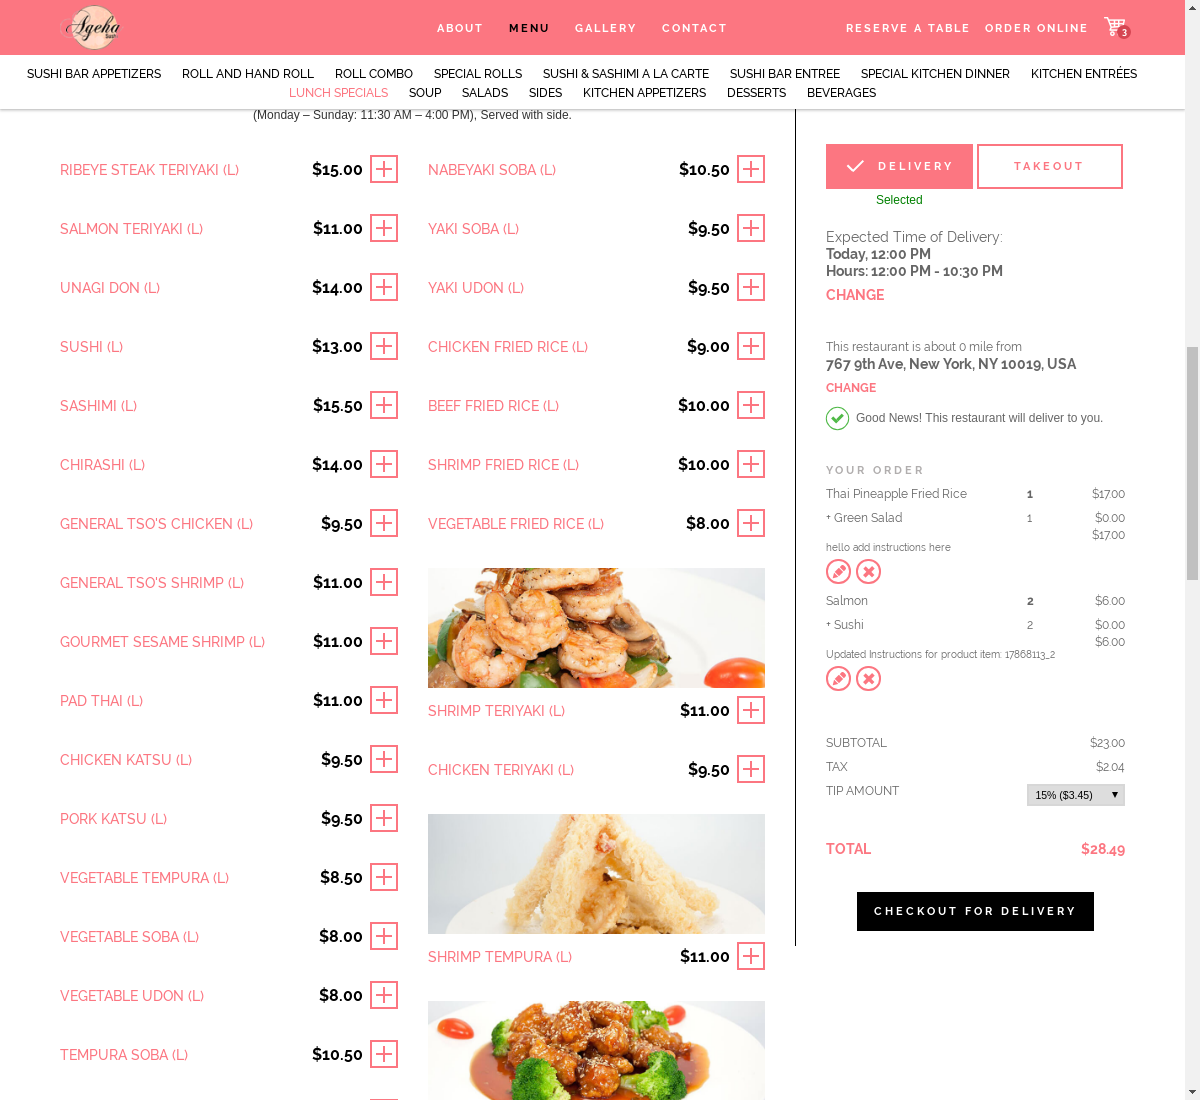 Ageha
Sushi
ABOUT
MENU
GALLERY
CONTACT
RESERVE A TABLE
ORDER ONLINE
3
SUSHI BAR APPETIZERS
ROLL AND HAND ROLL
ROLL COMBO
SPECIAL ROLLS
SUSHI & SASHIMI A LA CARTE
SUSHI BAR ENTREE
SPECIAL KITCHEN DINNER
KITCHEN ENTRÉES
LUNCH SPECIALS
SOUP
SALADS
SIDES
KITCHEN APPETIZERS
DESSERTS
BEVERAGES
(Monday – Sunday: 11:30 AM – 4:00 PM), Served with side.
RIBEYE STEAK TERIYAKI (L) $15.00
SALMON TERIYAKI (L) $11.00
UNAGI DON (L) $14.00
SUSHI (L) $13.00
SASHIMI (L) $15.50
CHIRASHI (L) $14.00
GENERAL TSO'S CHICKEN (L) $9.50
GENERAL TSO'S SHRIMP (L) $11.00
GOURMET SESAME SHRIMP (L) $11.00
PAD THAI (L) $11.00
CHICKEN KATSU (L) $9.50
PORK KATSU (L) $9.50
VEGETABLE TEMPURA (L) $8.50
VEGETABLE SOBA (L) $8.00
VEGETABLE UDON (L) $8.00
TEMPURA SOBA (L) $10.50
NABEYAKI SOBA (L) $10.50
YAKI SOBA (L) $9.50
YAKI UDON (L) $9.50
CHICKEN FRIED RICE (L) $9.00
BEEF FRIED RICE (L) $10.00
SHRIMP FRIED RICE (L) $10.00
VEGETABLE FRIED RICE (L) $8.00
SHRIMP TERIYAKI (L) $11.00
CHICKEN TERIYAKI (L) $9.50
SHRIMP TEMPURA (L) $11.00
DELIVERY
TAKEOUT
Selected
Expected Time of Delivery:
Today, 12:00 PM
Hours: 12:00 PM - 10:30 PM
CHANGE
This restaurant is about 0 mile from
767 9th Ave, New York, NY 10019, USA
CHANGE
Good News! This restaurant will deliver to you.
YOUR ORDER
Thai Pineapple Fried Rice 1 $17.00
+ Green Salad 1 $0.00
$17.00
hello add instructions here
Salmon 2 $6.00
+ Sushi 2 $0.00
$6.00
Updated Instructions for product item: 17868113_2
SUBTOTAL $23.00
TAX $2.04
TIP AMOUNT 15% ($3.45)
TOTAL $28.49
CHECKOUT FOR DELIVERY